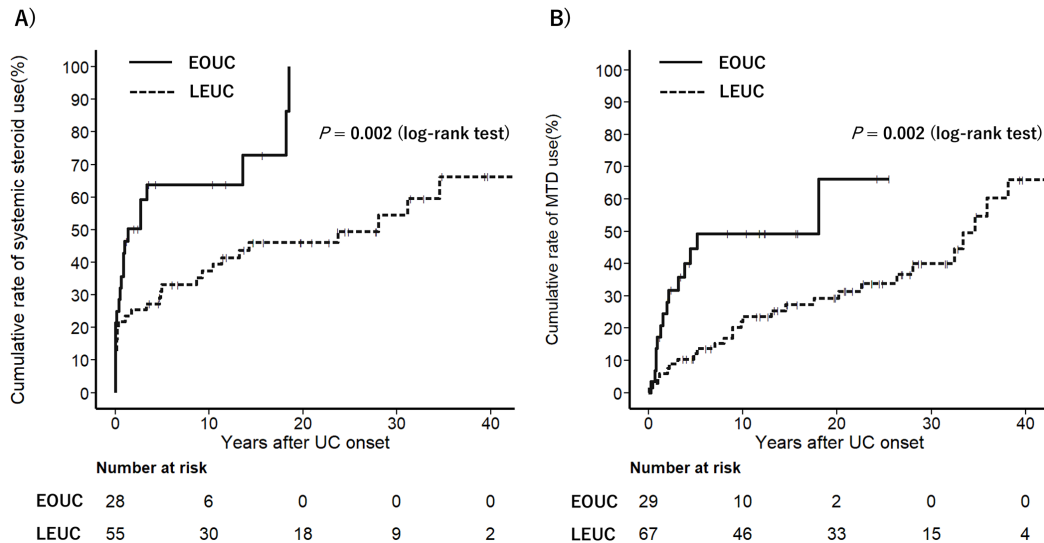 A)
EOUC
LEUC
P = 0.002 (log-rank test)
Cumulative rate of systemic steroid use(%)
100
90
80
70
60
50
40
30
20
10
0
0 10 20 30 40
Years after UC onset
Number at risk
EOUC 28 6 0 0 0
LEUC 55 30 18 9 2
B)
EOUC
LEUC
P = 0.002 (log-rank test)
Cumulative rate of MTD use(%)
100
90
80
70
60
50
40
30
20
10
0
0 10 20 30 40
Years after UC onset
Number at risk
EOUC 29 10 2 0 0
LEUC 67 46 33 15 4